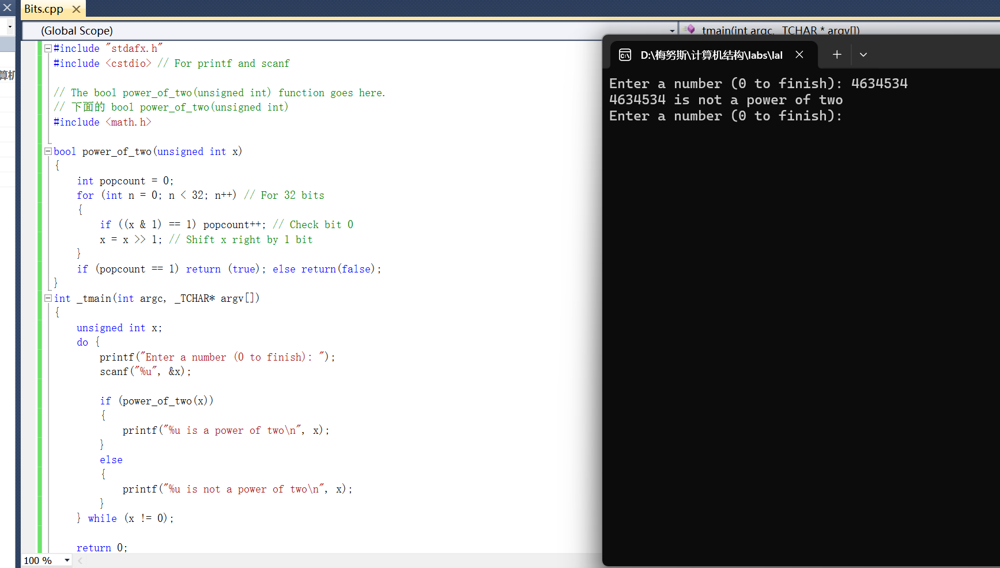 Bits.cpp
(Global Scope)
tmain(int argc, TCHAR * argv[])
算机
#include "stdafx.h"
#include <cstdio> // For printf and scanf
// The bool power_of_two(unsigned int) function goes here.
// 下面的 bool power_of_two(unsigned int)
#include <math.h>
bool power_of_two(unsigned int x)
{
int popcount = 0;
for (int n = 0; n < 32; n++) // For 32 bits
{
if ((x & 1) == 1) popcount++; // Check bit 0
x = x >> 1; // Shift x right by 1 bit
}
if (popcount == 1) return (true); else return(false);
}
int _tmain(int argc, _TCHAR* argv[])
{
unsigned int x;
do {
printf("Enter a number (0 to finish): ");
scanf("%u", &x);
if (power_of_two(x))
{
printf("%u is a power of two\n", x);
}
else
{
printf("%u is not a power of two\n", x);
}
} while (x != 0);
return 0;
100 %
D:\梅努斯\计算机结构\labs\lal
Enter a number (0 to finish): 4634534
4634534 is not a power of two
Enter a number (0 to finish):